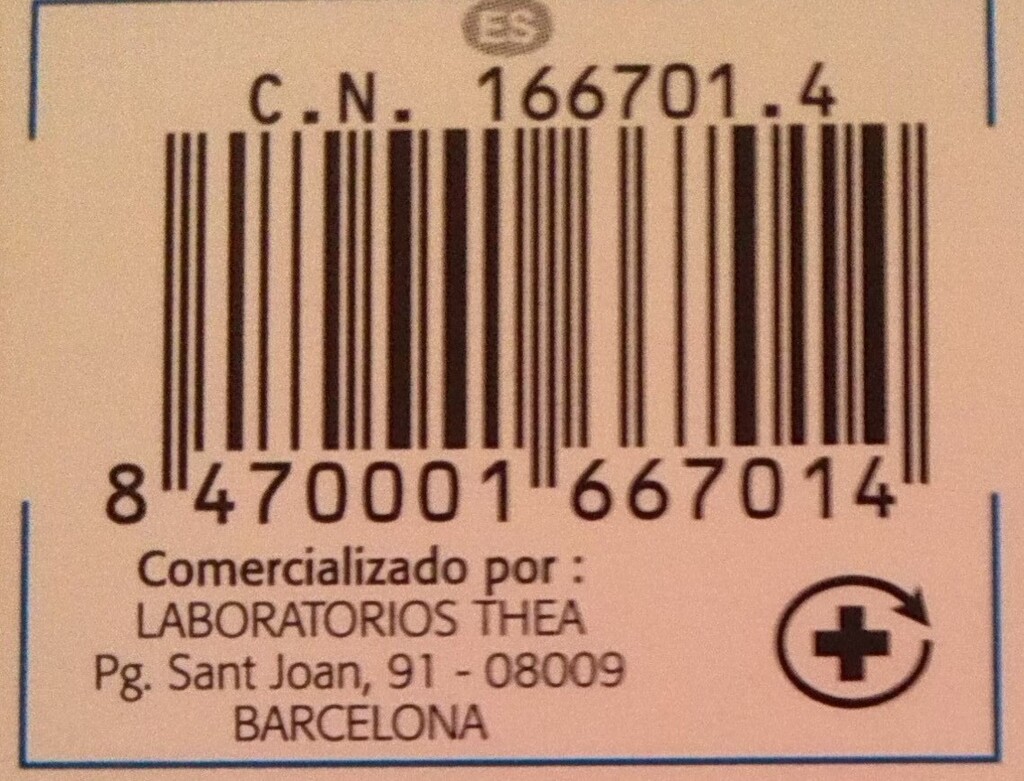 ES
C.N. 166701.4
8 470001 667014
Comercializado por :
LABORATORIOS THEA
Pg. Sant Joan, 91 - 08009
BARCELONA